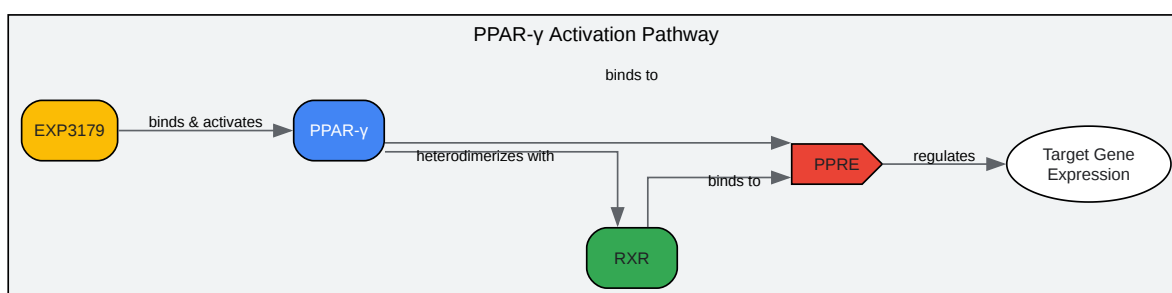 PPAR-γ Activation Pathway
binds to
EXP3179
binds & activates
PPAR-γ
heterodimerizes with
binds to
PPRE
regulates
Target Gene
Expression
RXR